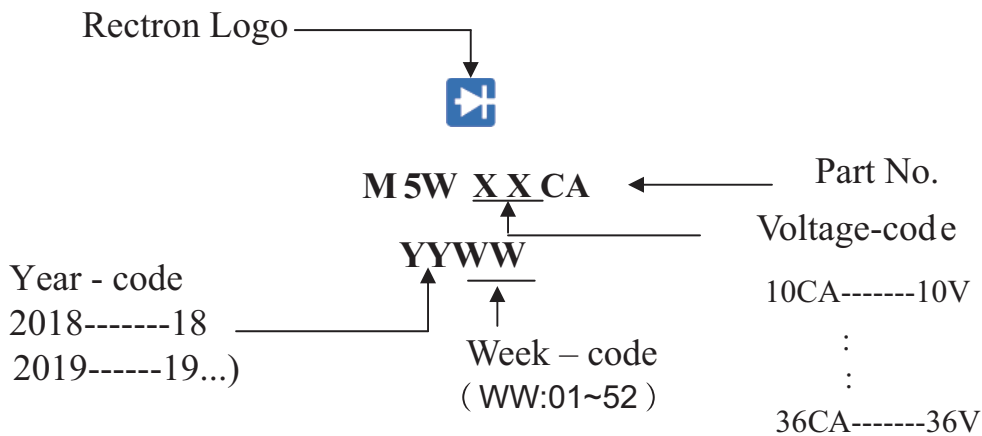 Rectron Logo
M 5W X X CA
Part No.
Voltage-code
YYWW
Year - code
2018-------18
2019------19...)
Week – code
（ WW:01~52 ）
10CA-------10V
:
:
36CA-------36V